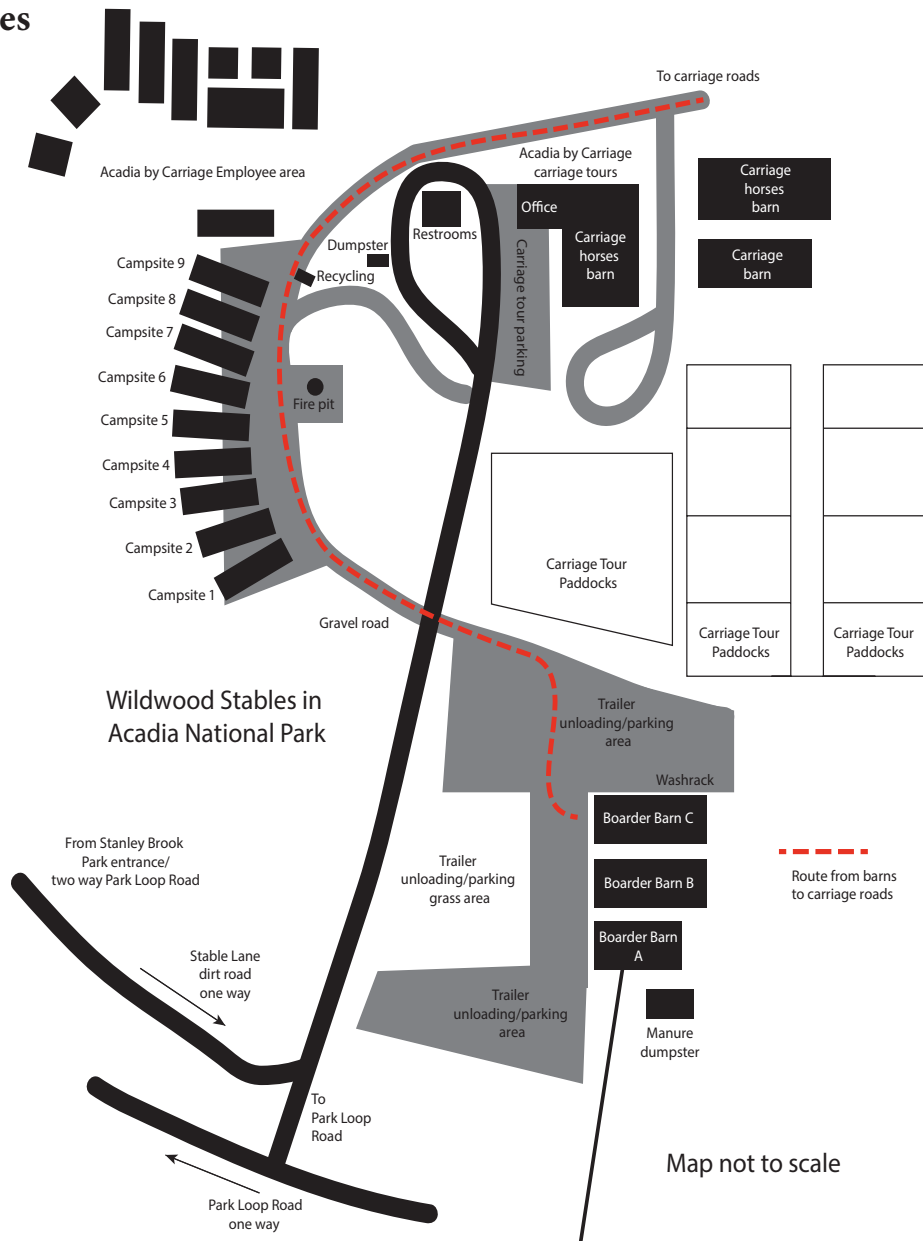 es
To carriage roads
Acadia by Carriage Employee area
Acadia by Carriage
carriage tours
Office
Carriage
horses
barn
Carriage
horses
barn
Carriage
barn
Restrooms
Dumpster
Recycling
Carriage tour parking
Campsite 9
Campsite 8
Campsite 7
Campsite 6
Campsite 5
Campsite 4
Campsite 3
Campsite 2
Campsite 1
Fire pit
Gravel road
Carriage Tour
Paddocks
Carriage Tour
Paddocks
Carriage Tour
Paddocks
Wildwood Stables in
Acadia National Park
Trailer
unloading/parking
area
Washrack
Boarder Barn C
Boarder Barn B
Boarder Barn
A
Trailer
unloading/parking
grass area
Route from barns
to carriage roads
From Stanley Brook
Park entrance/
two way Park Loop Road
Stable Lane
dirt road
one way
Trailer
unloading/parking
area
Manure
dumpster
To
Park Loop
Road
Park Loop Road
one way
Map not to scale